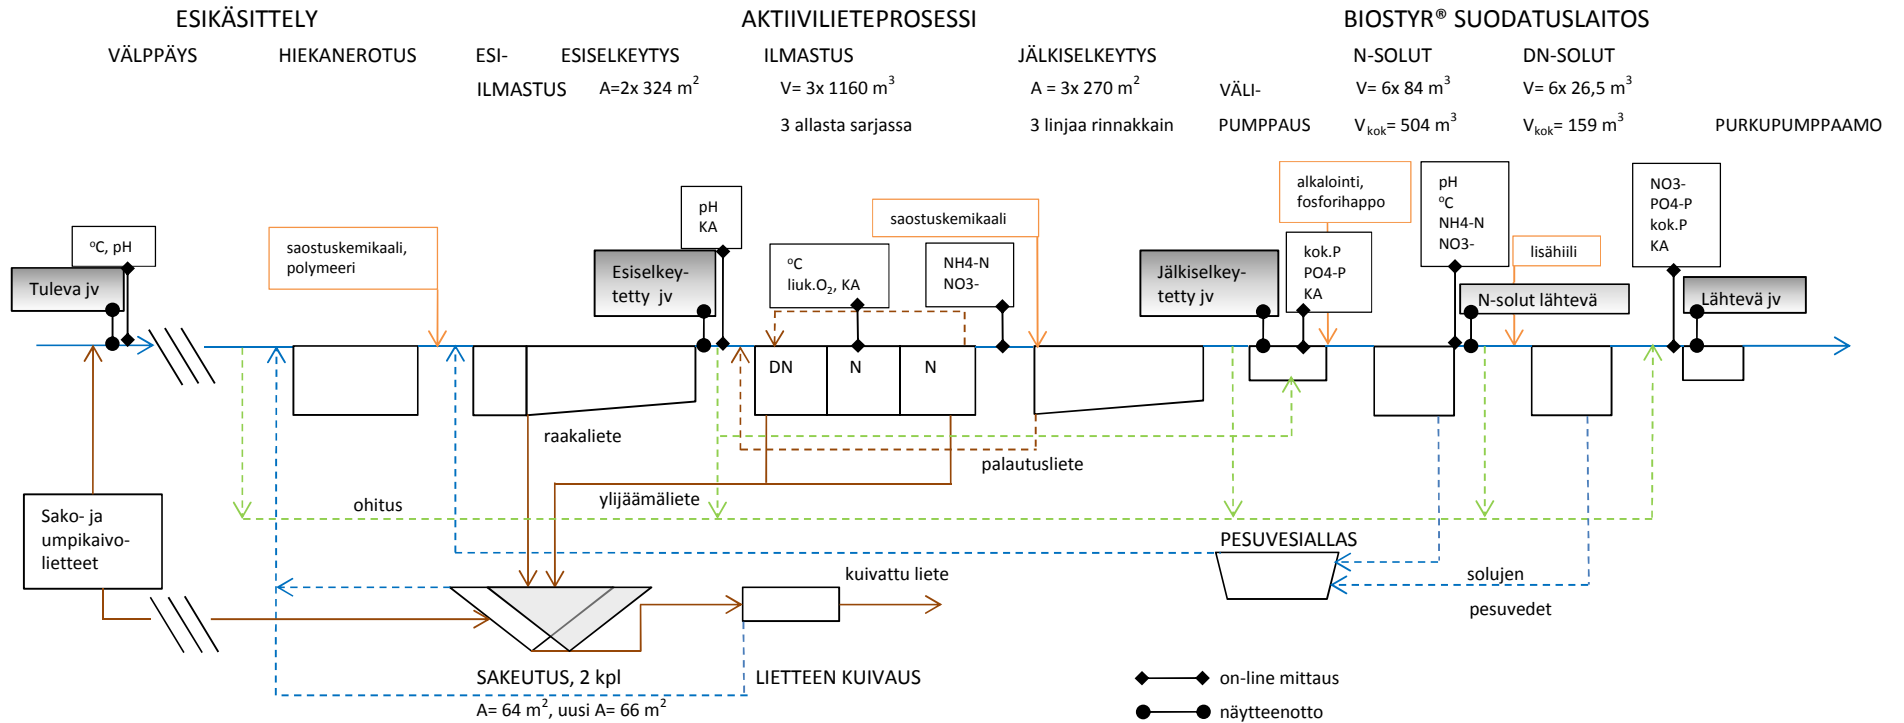 ESIKÄSITTELY
AKTIIVILIETEPROSESSI
BIOSTYR® SUODATUSLAITOS
VÄLPPÄYS
HIEKANEROTUS
ESI-
ILMASTUS
ESISELKEYTYS
A=2x 324 m²
ILMASTUS
V= 3x 1160 m³
3 allasta sarjassa
JÄLKISELKEYTYS
A = 3x 270 m²
3 linjaa rinnakkain
VÄLI-
PUMPPAUS
N-SOLUT
V= 6x 84 m³
Vkok= 504 m³
DN-SOLUT
V= 6x 26,5 m³
Vkok= 159 m³
PURKUPUMPPAAMO
°C, pH
Tuleva jv
saostuskemikaali,
polymeeri
pH
KA
Esiselkey-
tetty jv
°C
liuk.O₂, KA
saostuskemikaali
NH4-N
NO3-
alkalointi,
fosforihappo
Jälkiselkey-
tetty jv
kok.P
PO4-P
KA
pH
°C
NH4-N
NO3-
N-solut lähtevä
lisähiili
NO3-
PO4-P
kok.P
KA
Lähtevä jv
DN
N
N
raakaliete
palautusliete
ylijäämäliete
ohitus
Sako- ja
umpikaivo-
lietteet
PESUVESIALLAS
kuivattu liete
solujen
pesuvedet
SAKEUTUS, 2 kpl
A= 64 m², uusi A= 66 m²
LIETTEEN KUIVAUS
on-line mittaus
näytteenotto